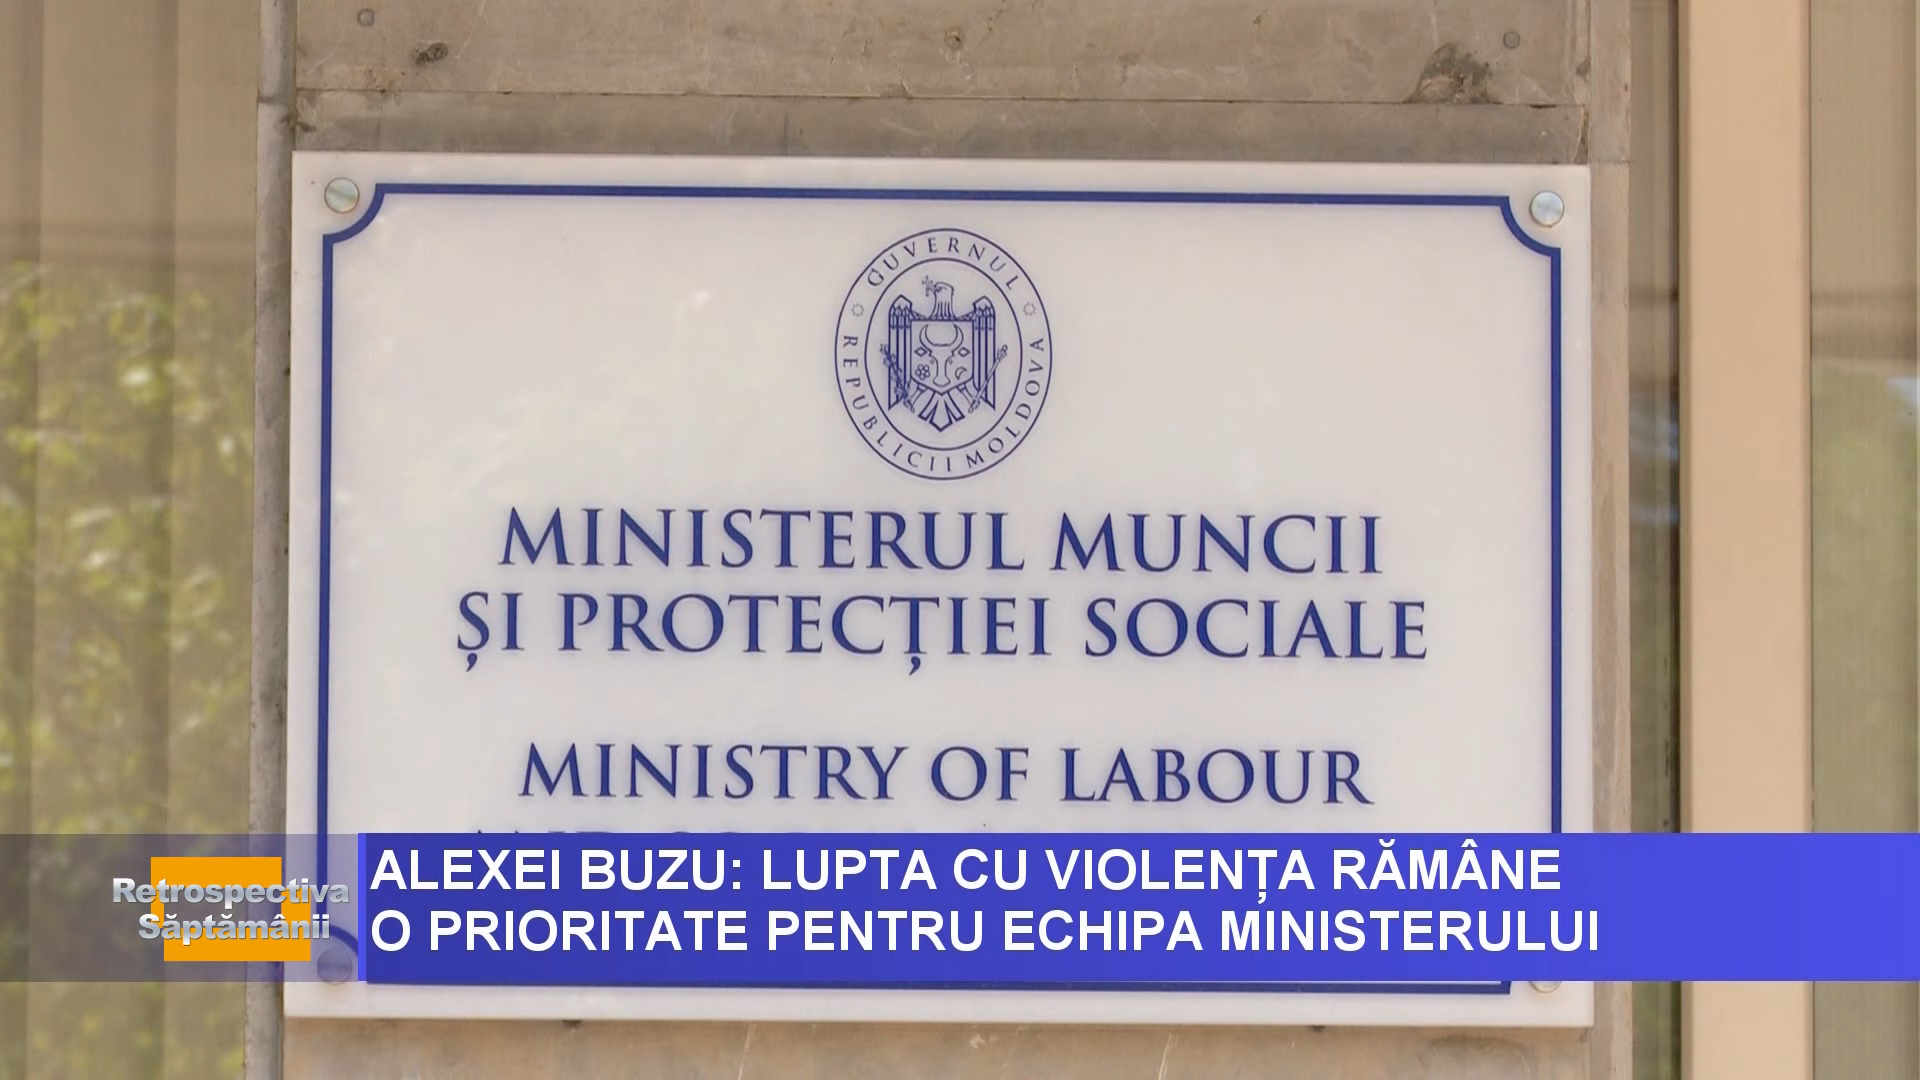 GUVERNUL
REPUBLICII MOLDOVA
MINISTERUL MUNCII
ȘI PROTECȚIEI SOCIALE
MINISTRY OF LABOUR
Retrospectiva
Săptămânii
ALEXEI BUZU: LUPTA CU VIOLENȚA RĂMÂNE
O PRIORITATE PENTRU ECHIPA MINISTERULUI